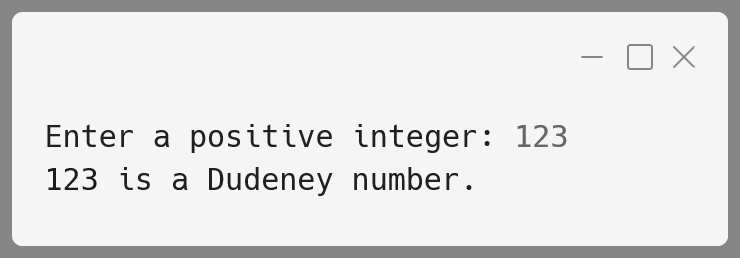 Enter a positive integer: 123
123 is a Dudeney number.